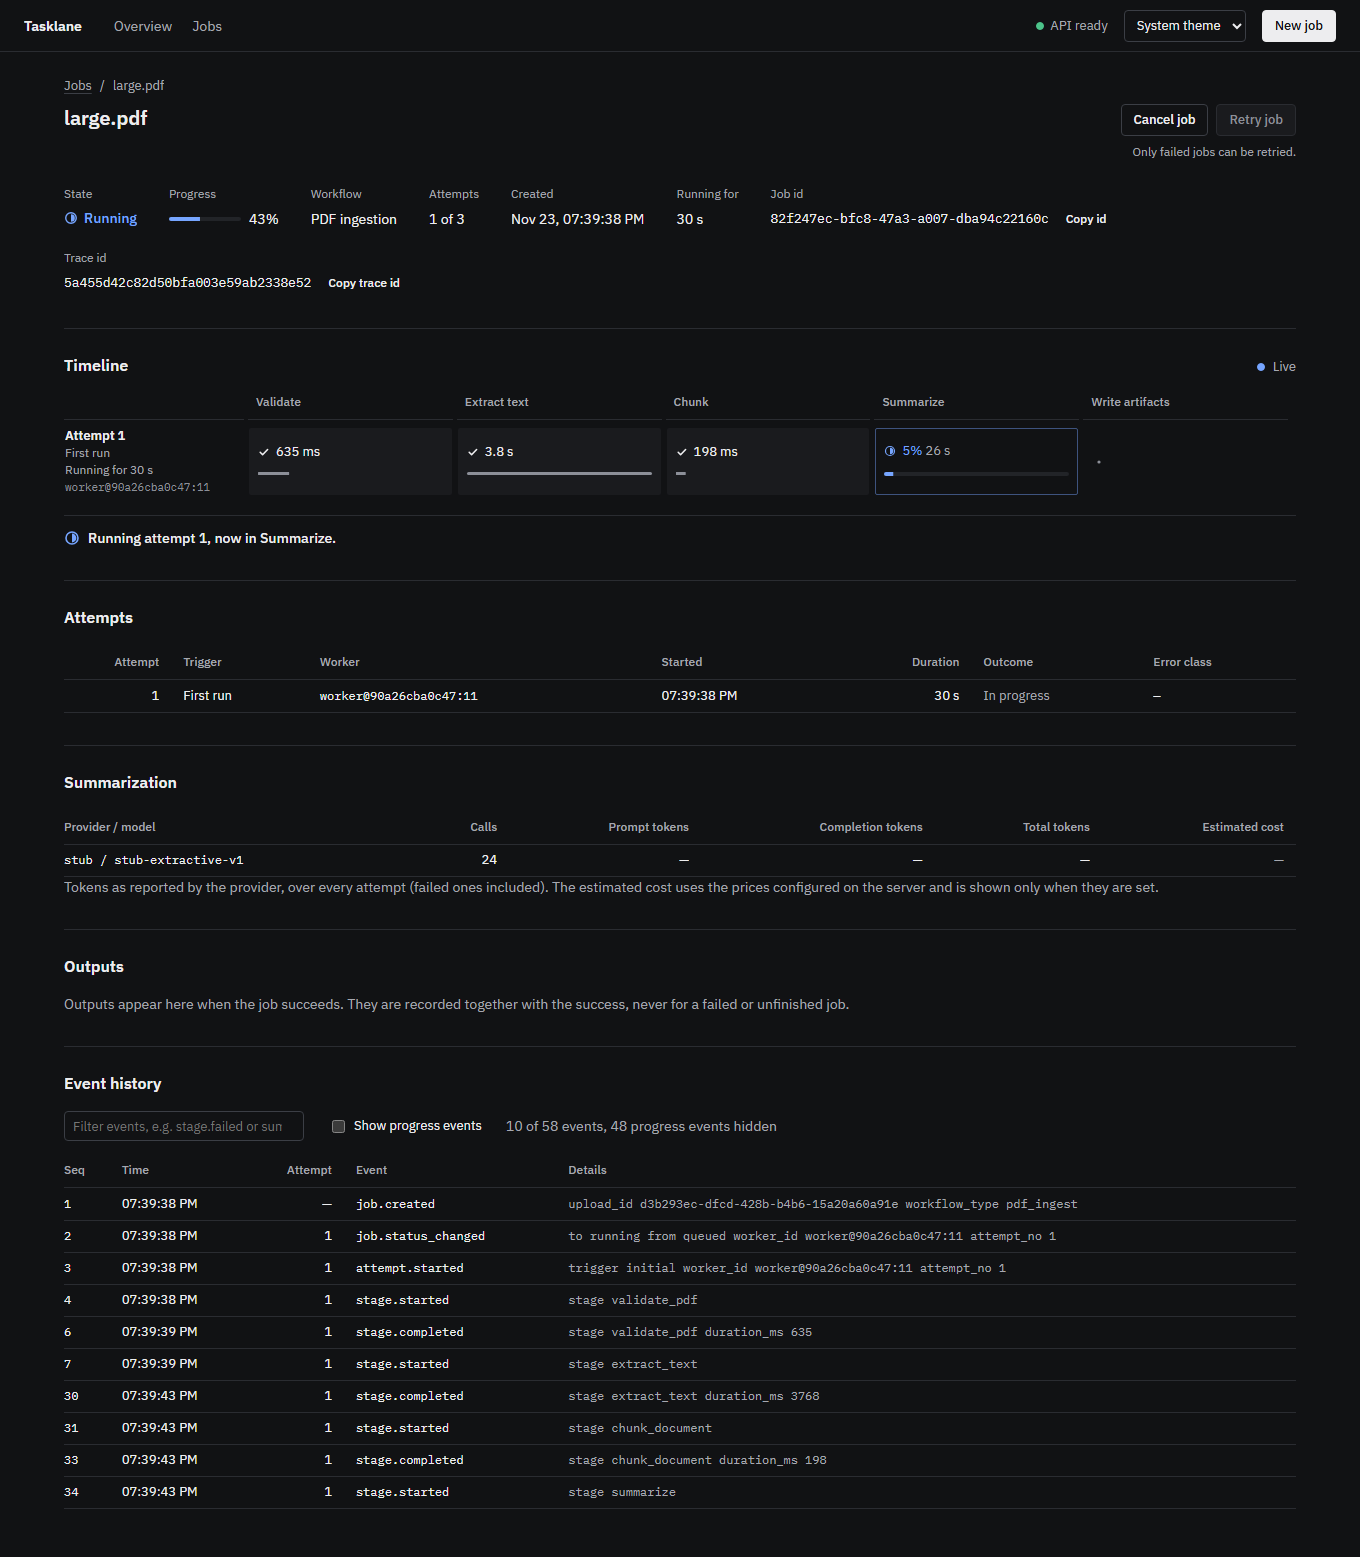 Tasklane Overview Jobs API ready System theme New job
Jobs / large.pdf
large.pdf
Cancel job Retry job
Only failed jobs can be retried.
State Progress Workflow Attempts Created Running for Job id
Running 43% PDF ingestion 1 of 3 Nov 23, 07:39:38 PM 30 s 82f247ec-bfc8-47a3-a007-dba94c22160c Copy id
Trace id
5a455d42c82d50bfa003e59ab2338e52 Copy trace id
Timeline Live
Validate Extract text Chunk Summarize Write artifacts
Attempt 1
First run
Running for 30 s
worker@90a26cba0c47:11
635 ms 3.8 s 198 ms 5% 26 s
Running attempt 1, now in Summarize.
Attempts
Attempt Trigger Worker Started Duration Outcome Error class
1 First run worker@90a26cba0c47:11 07:39:38 PM 30 s In progress –
Summarization
Provider / model Calls Prompt tokens Completion tokens Total tokens Estimated cost
stub / stub-extractive-v1 24 — — — —
Tokens as reported by the provider, over every attempt (failed ones included). The estimated cost uses the prices configured on the server and is shown only when they are set.
Outputs
Outputs appear here when the job succeeds. They are recorded together with the success, never for a failed or unfinished job.
Event history
Filter events, e.g. stage.failed or sun Show progress events 10 of 58 events, 48 progress events hidden
Seq Time Attempt Event Details
1 07:39:38 PM — job.created upload_id d3b293ec-dfcd-428b-b4b6-15a20a60a91e workflow_type pdf_ingest
2 07:39:38 PM 1 job.status_changed to running from queued worker_id worker@90a26cba0c47:11 attempt_no 1
3 07:39:38 PM 1 attempt.started trigger initial worker_id worker@90a26cba0c47:11 attempt_no 1
4 07:39:38 PM 1 stage.started stage validate_pdf
6 07:39:39 PM 1 stage.completed stage validate_pdf duration_ms 635
7 07:39:39 PM 1 stage.started stage extract_text
30 07:39:43 PM 1 stage.completed stage extract_text duration_ms 3768
31 07:39:43 PM 1 stage.started stage chunk_document
33 07:39:43 PM 1 stage.completed stage chunk_document duration_ms 198
34 07:39:43 PM 1 stage.started stage summarize